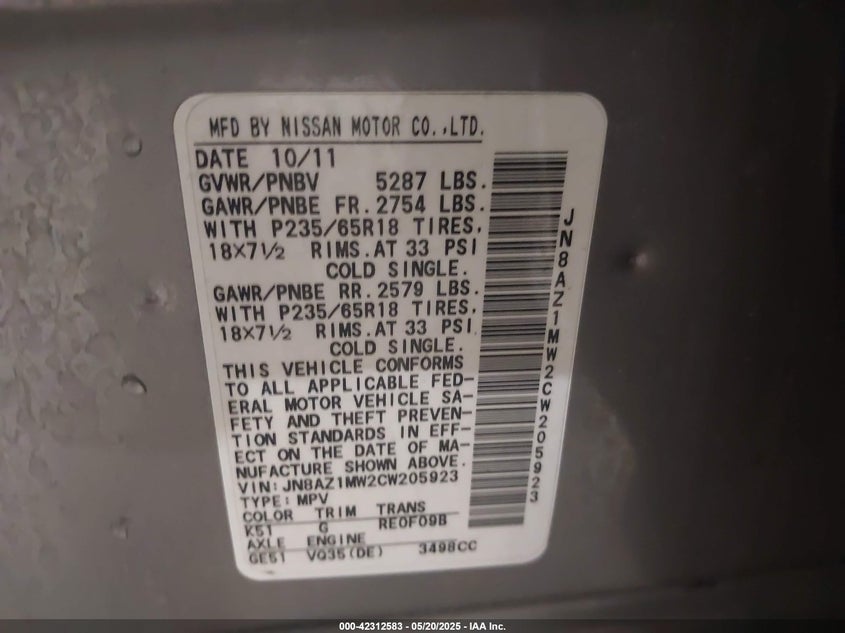 MFD BY NISSAN MOTOR CO.,LTD.
DATE 10/11
GVWR/PNBV 5287 LBS.
GAWR/PNBE FR. 2754 LBS.
WITH P235/65R18 TIRES,
18X7½ RIMS.AT 33 PSI
COLD SINGLE.
GAWR/PNBE RR. 2579 LBS.
WITH P235/65R18 TIRES,
18X7½ RIMS.AT 33 PSI
COLD SINGLE.
THIS VEHICLE CONFORMS
TO ALL APPLICABLE FED-
ERAL MOTOR VEHICLE SA-
FETY AND THEFT PREVEN-
TION STANDARDS IN EFF-
ECT ON THE DATE OF MA-
NUFACTURE SHOWN ABOVE.
VIN:JN8AZ1MW2CW205923
TYPE:MPV
COLOR TRIM TRANS
K51 G RE0F09B
AXLE ENGINE
GE51 VQ35(DE) 3498CC
JN8AZ1MW2CW205923
000-42312583 - 05/20/2025 - IAA Inc.